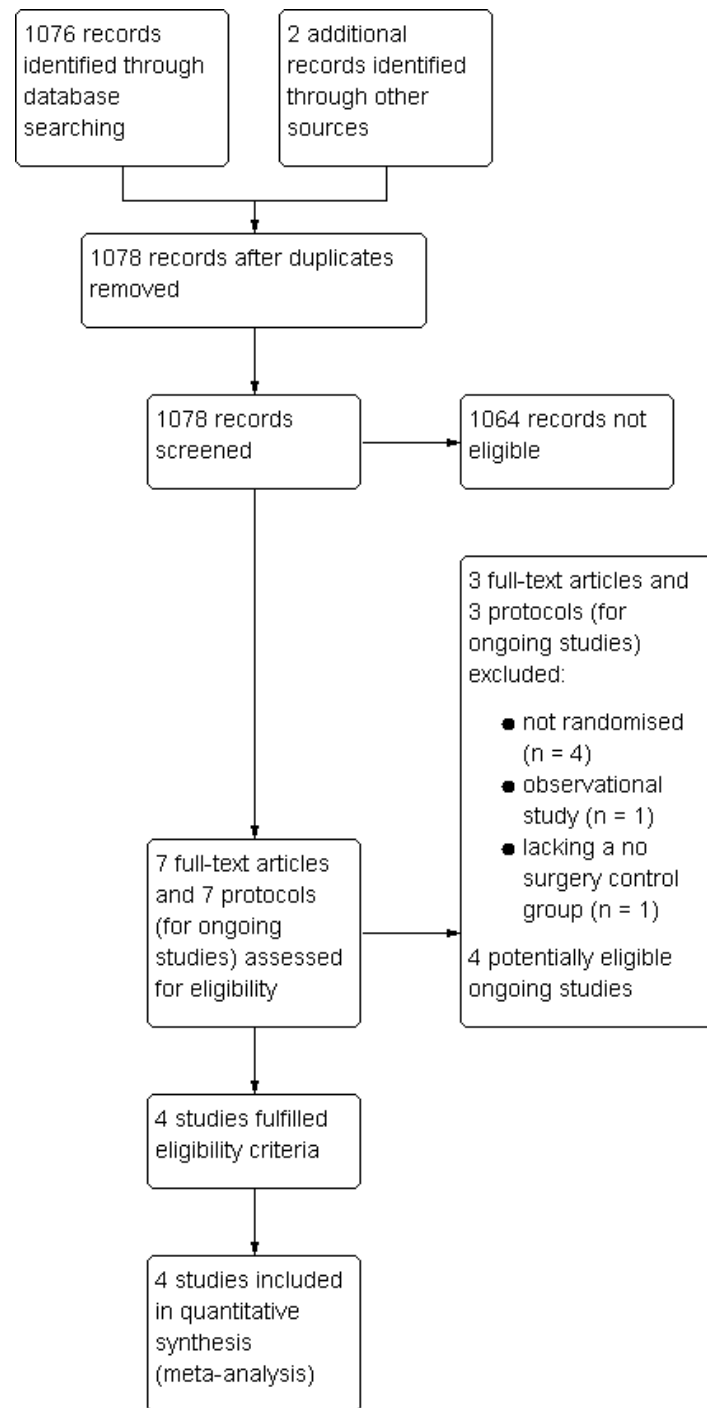 1076 records
identified through
database
searching
2 additional
records identified
through other
sources
1078 records after duplicates
removed
1078 records
screened
1064 records not
eligible
3 full-text articles and
3 protocols (for
ongoing studies)
excluded:
● not randomised
(n = 4)
● observational
study (n = 1)
● lacking a no
surgery control
group (n = 1)
4 potentially eligible
ongoing studies
7 full-text articles
and 7 protocols
(for ongoing
studies) assessed
for eligibility
4 studies fulfilled
eligibility criteria
4 studies included
in quantitative
synthesis
(meta-analysis)